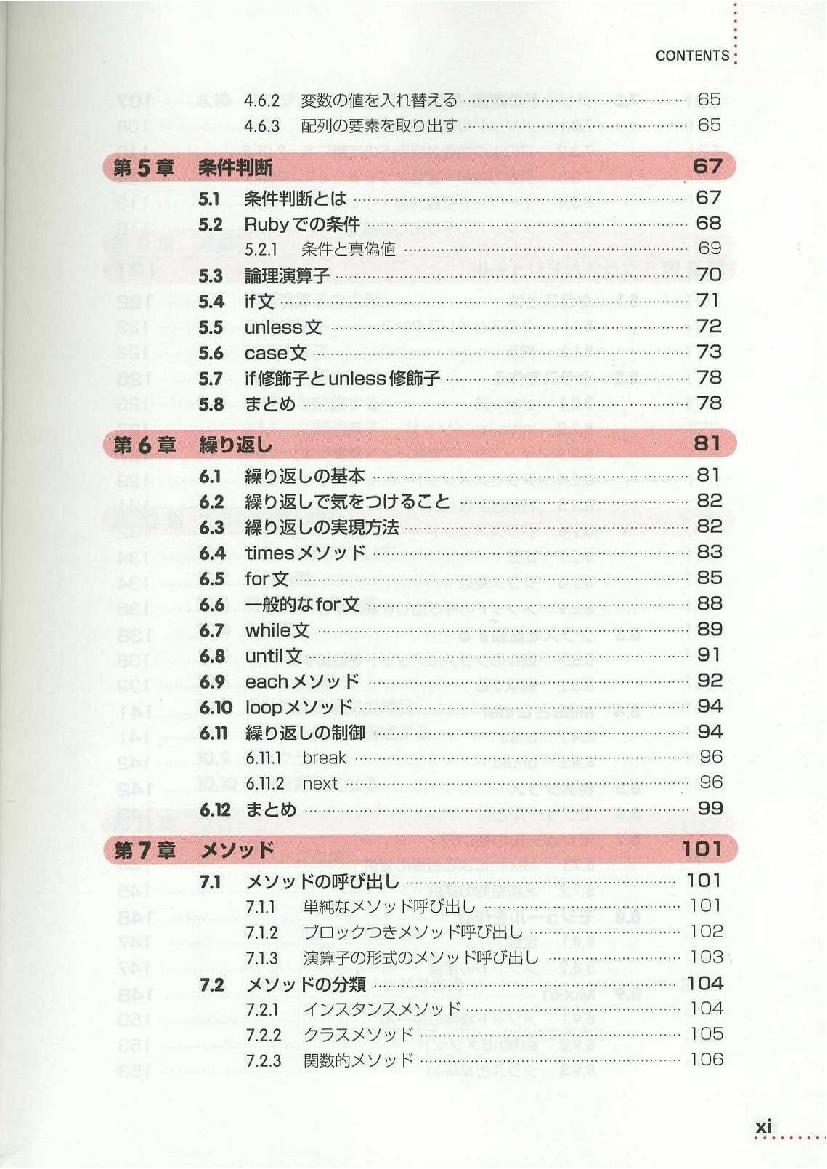 CONTENTS
4.6.2 変数の値を入れ替える 65
4.6.3 配列の要素を取り出す 65
第5章 条件判断 67
5.1 条件判断とは 67
5.2 Rubyでの条件 68
5.2.1 条件と真偽値 69
5.3 論理演算子 70
5.4 if文 71
5.5 unless文 72
5.6 case文 73
5.7 if修飾子とunless修飾子 78
5.8 まとめ 78
第6章 繰り返し 81
6.1 繰り返しの基本 81
6.2 繰り返しで気をつけること 82
6.3 繰り返しの実現方法 82
6.4 timesメソッド 83
6.5 for文 85
6.6 一般的なfor文 88
6.7 while文 89
6.8 until文 91
6.9 eachメソッド 92
6.10 loopメソッド 94
6.11 繰り返しの制御 94
6.11.1 break 96
6.11.2 next 96
6.12 まとめ 99
第7章 メソッド 101
7.1 メソッドの呼び出し 101
7.1.1 単純なメソッド呼び出し 101
7.1.2 ブロックつきメソッド呼び出し 102
7.1.3 演算子の形式のメソッド呼び出し 103
7.2 メソッドの分類 104
7.2.1 インスタンスメソッド 104
7.2.2 クラスメソッド 105
7.2.3 関数的メソッド 106
xi